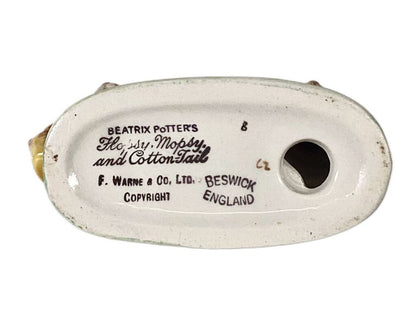 BEATRIX POTTER'S
Flopsy, Mopsy,
and Cotton Tail
F. WARNE & CO. LTD.
COPYRIGHT
BESWICK
ENGLAND
B